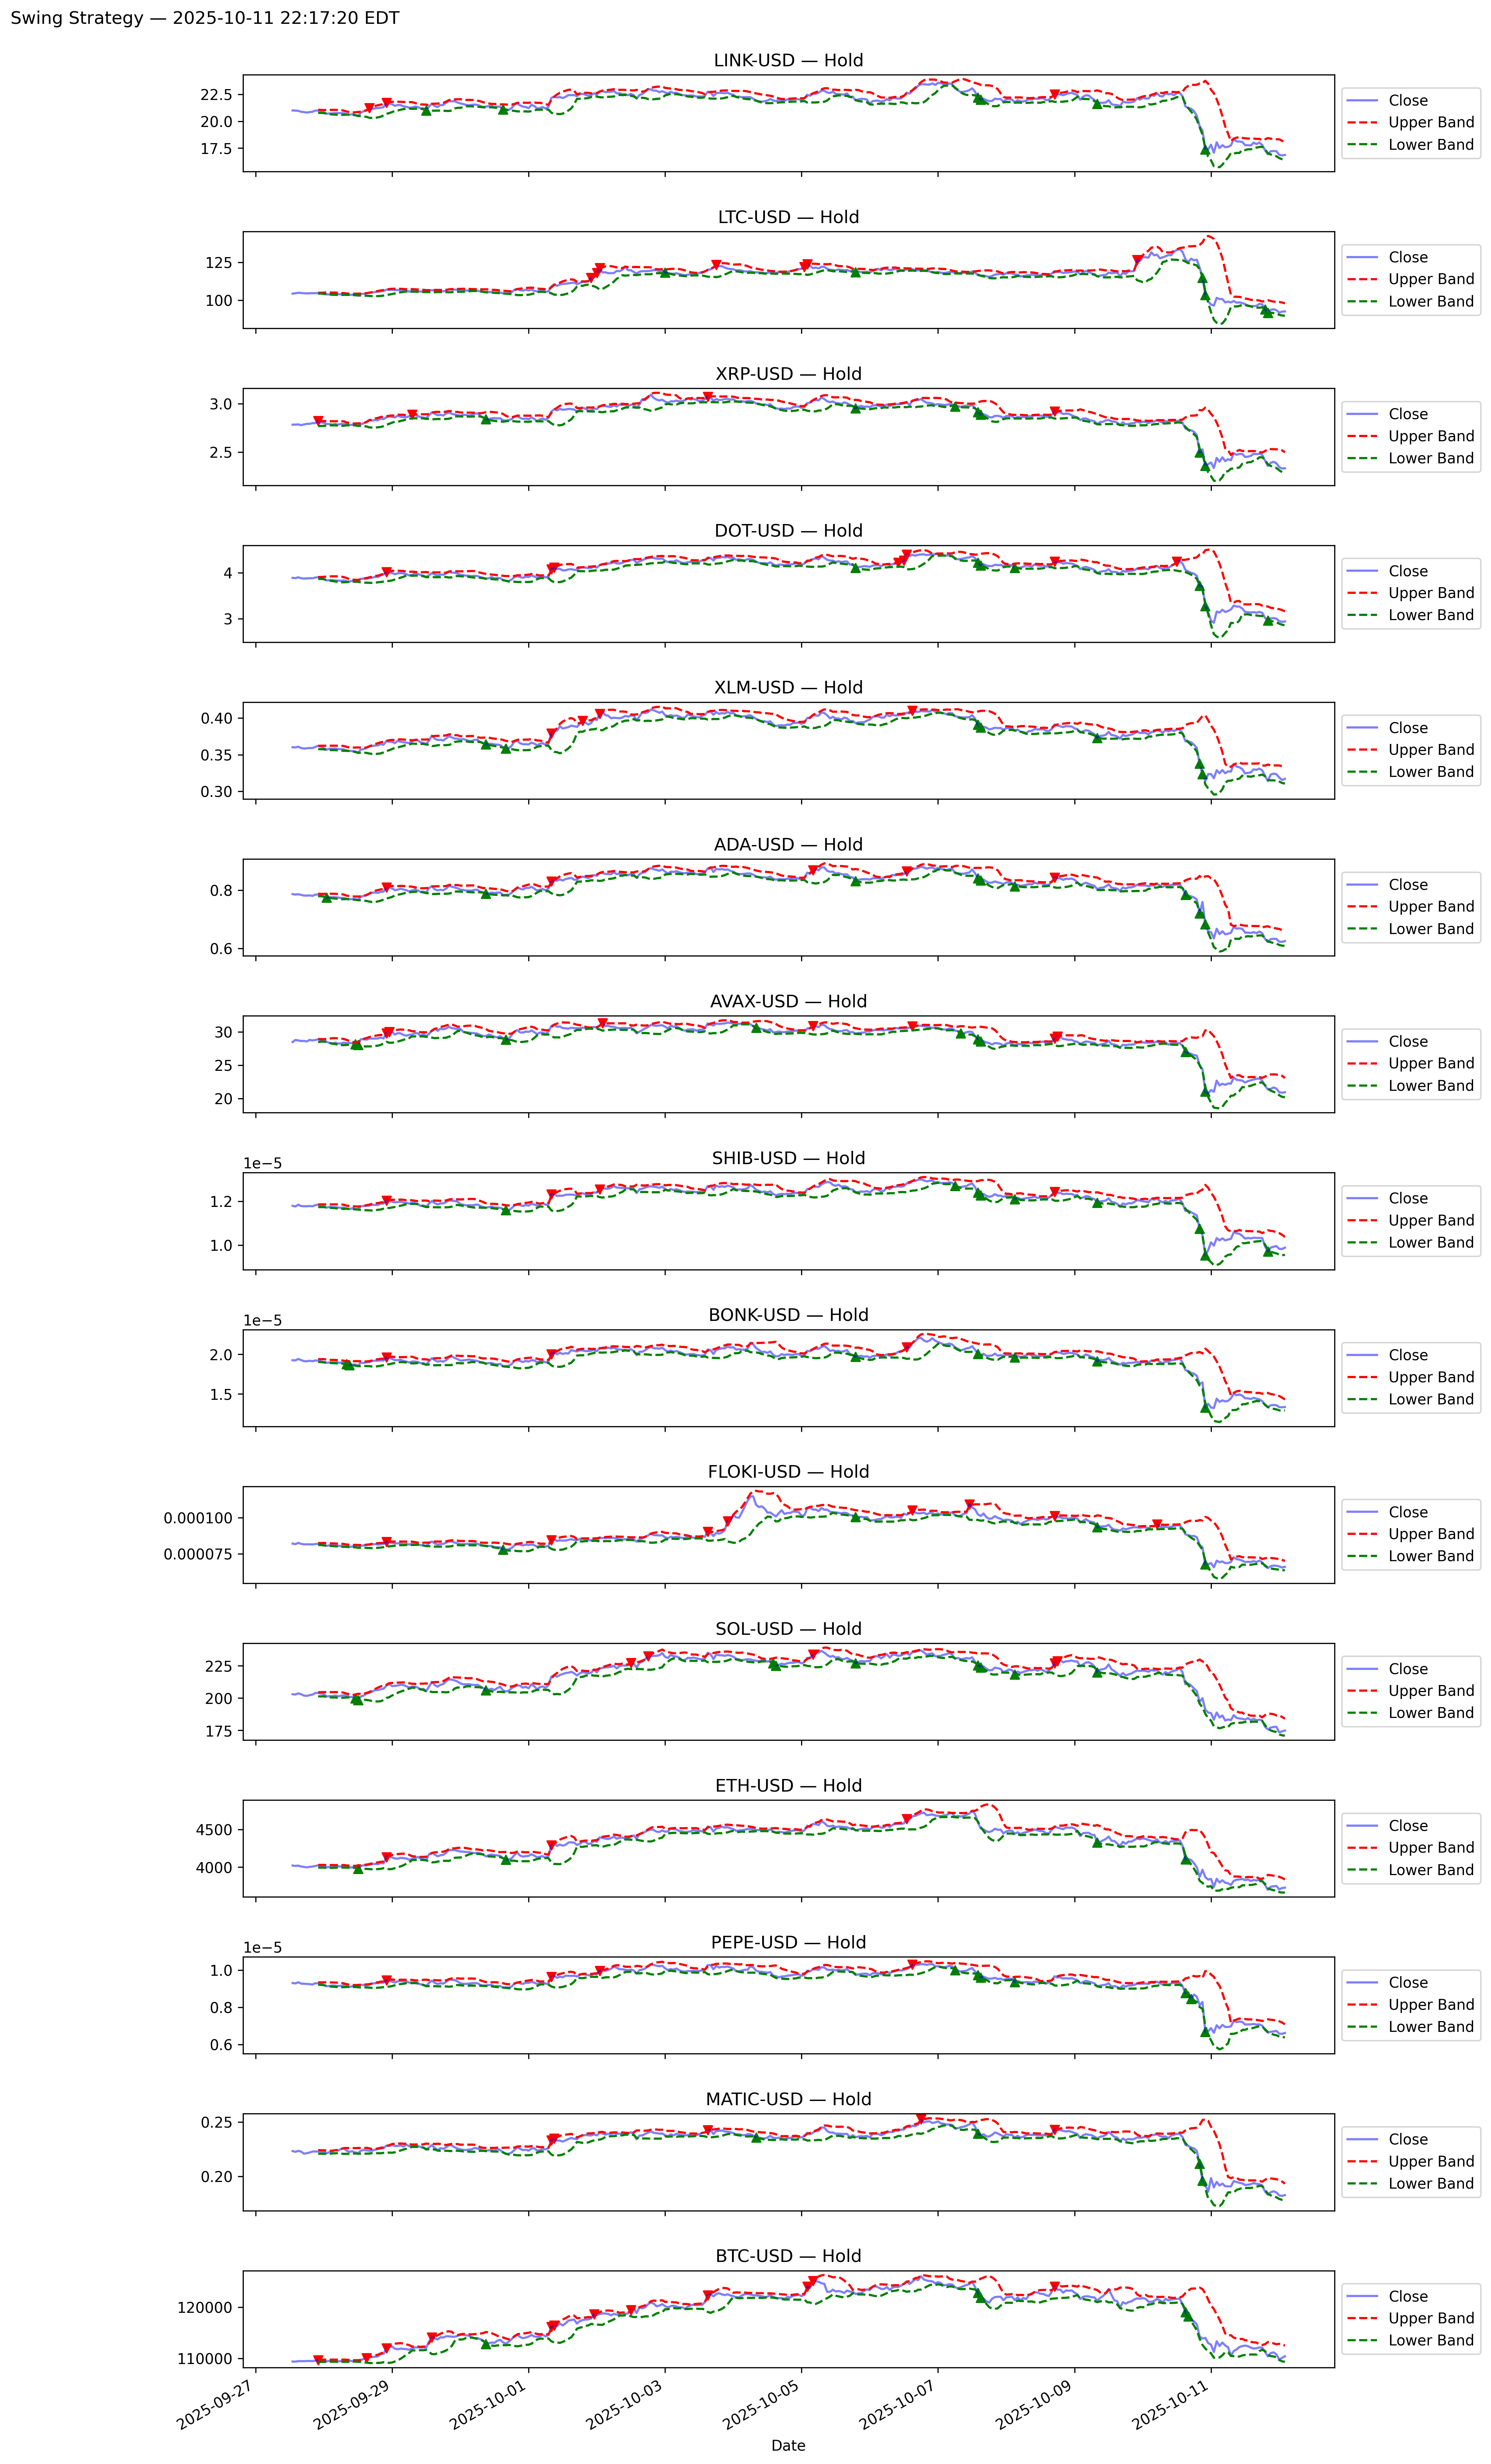 Swing Strategy — 2025-10-11 22:17:20 EDT
LINK-USD — Hold
22.5
20.0
17.5
Close
Upper Band
Lower Band
LTC-USD — Hold
125
100
Close
Upper Band
Lower Band
XRP-USD — Hold
3.0
2.5
Close
Upper Band
Lower Band
DOT-USD — Hold
4
3
Close
Upper Band
Lower Band
XLM-USD — Hold
0.40
0.35
0.30
Close
Upper Band
Lower Band
ADA-USD — Hold
0.8
0.6
Close
Upper Band
Lower Band
AVAX-USD — Hold
30
25
20
Close
Upper Band
Lower Band
SHIB-USD — Hold
1e−5
1.2
1.0
Close
Upper Band
Lower Band
BONK-USD — Hold
1e−5
2.0
1.5
Close
Upper Band
Lower Band
FLOKI-USD — Hold
0.000100
0.000075
Close
Upper Band
Lower Band
SOL-USD — Hold
225
200
175
Close
Upper Band
Lower Band
ETH-USD — Hold
4500
4000
Close
Upper Band
Lower Band
PEPE-USD — Hold
1e−5
1.0
0.8
0.6
Close
Upper Band
Lower Band
MATIC-USD — Hold
0.25
0.20
Close
Upper Band
Lower Band
BTC-USD — Hold
120000
110000
Close
Upper Band
Lower Band
2025-09-27
2025-09-29
2025-10-01
2025-10-03
2025-10-05
2025-10-07
2025-10-09
2025-10-11
Date